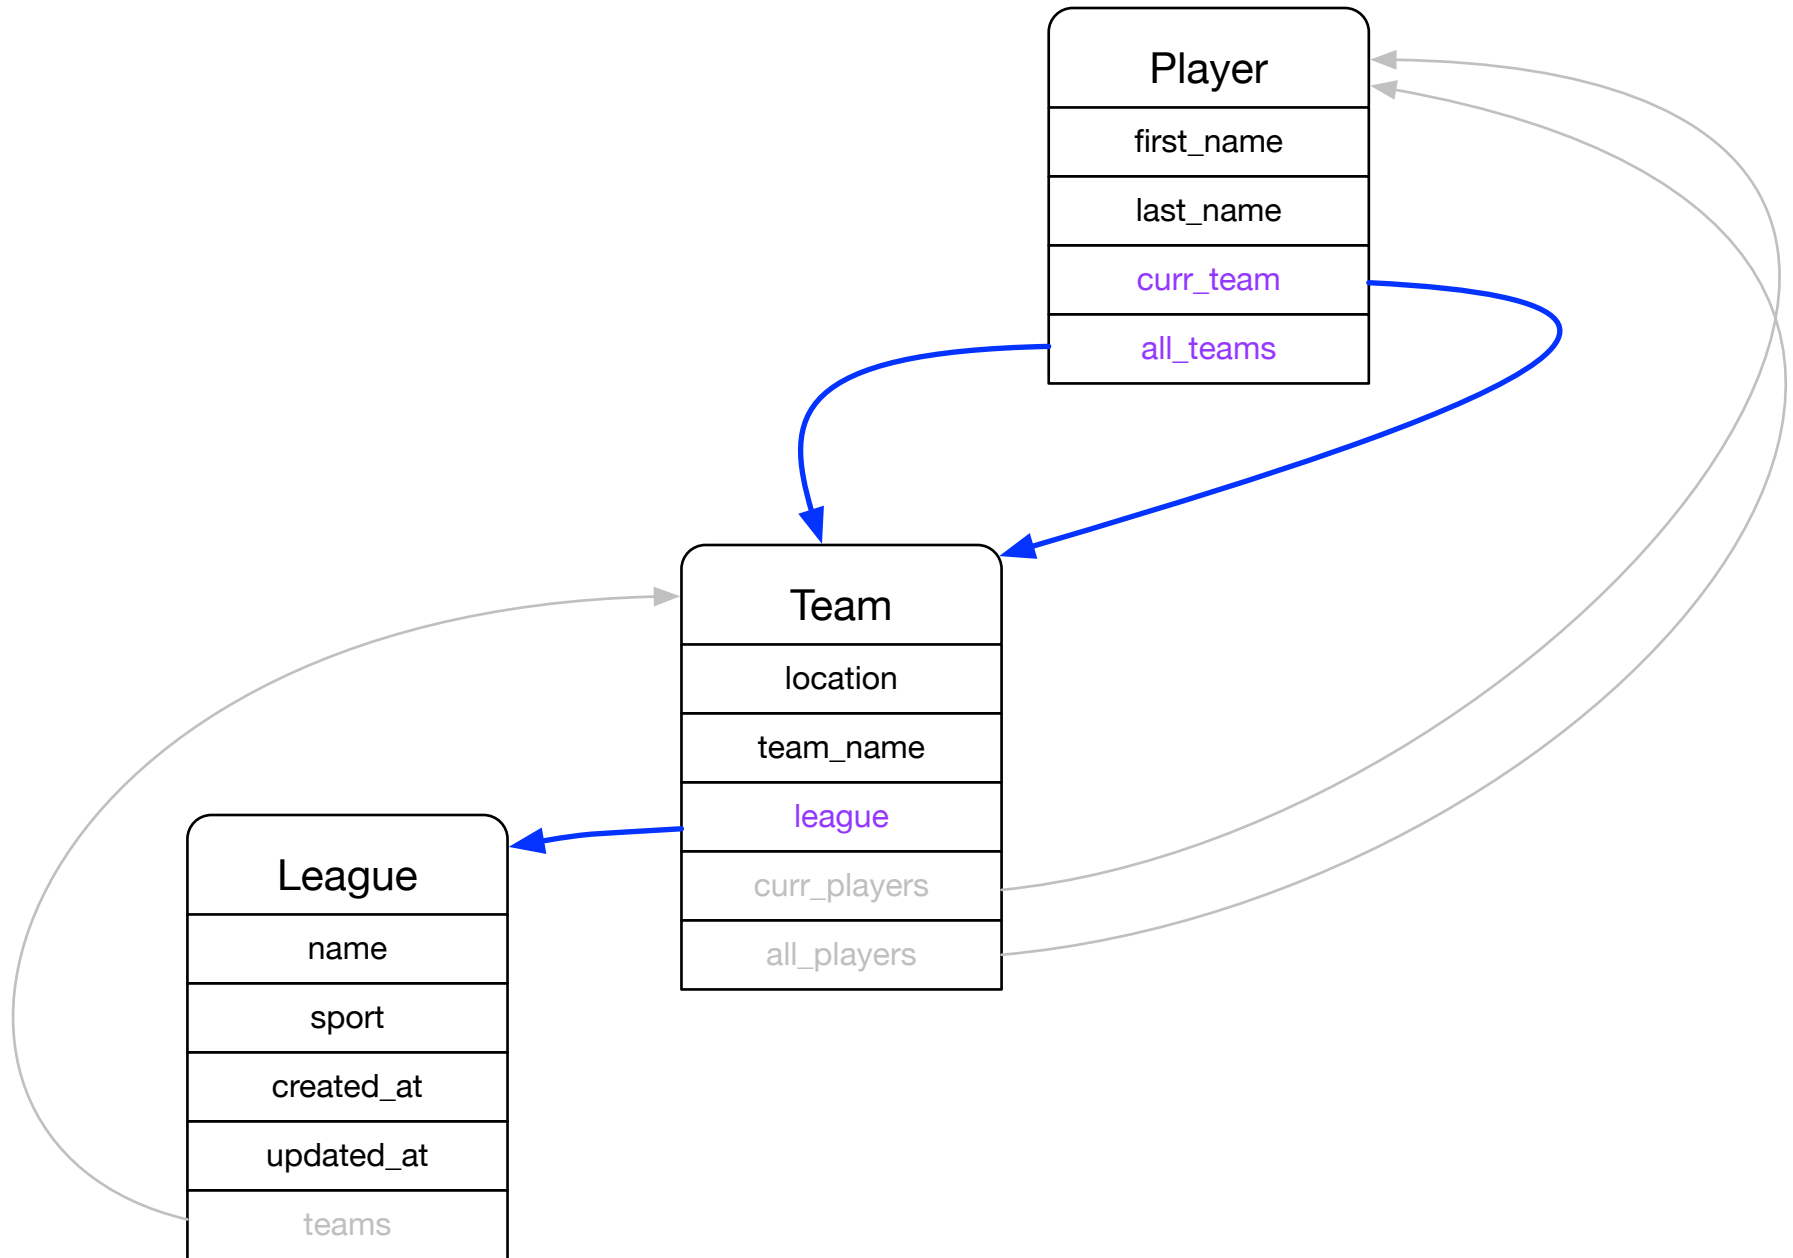 Player
first_name
last_name
curr_team
all_teams
Team
location
team_name
league
curr_players
all_players
League
name
sport
created_at
updated_at
teams